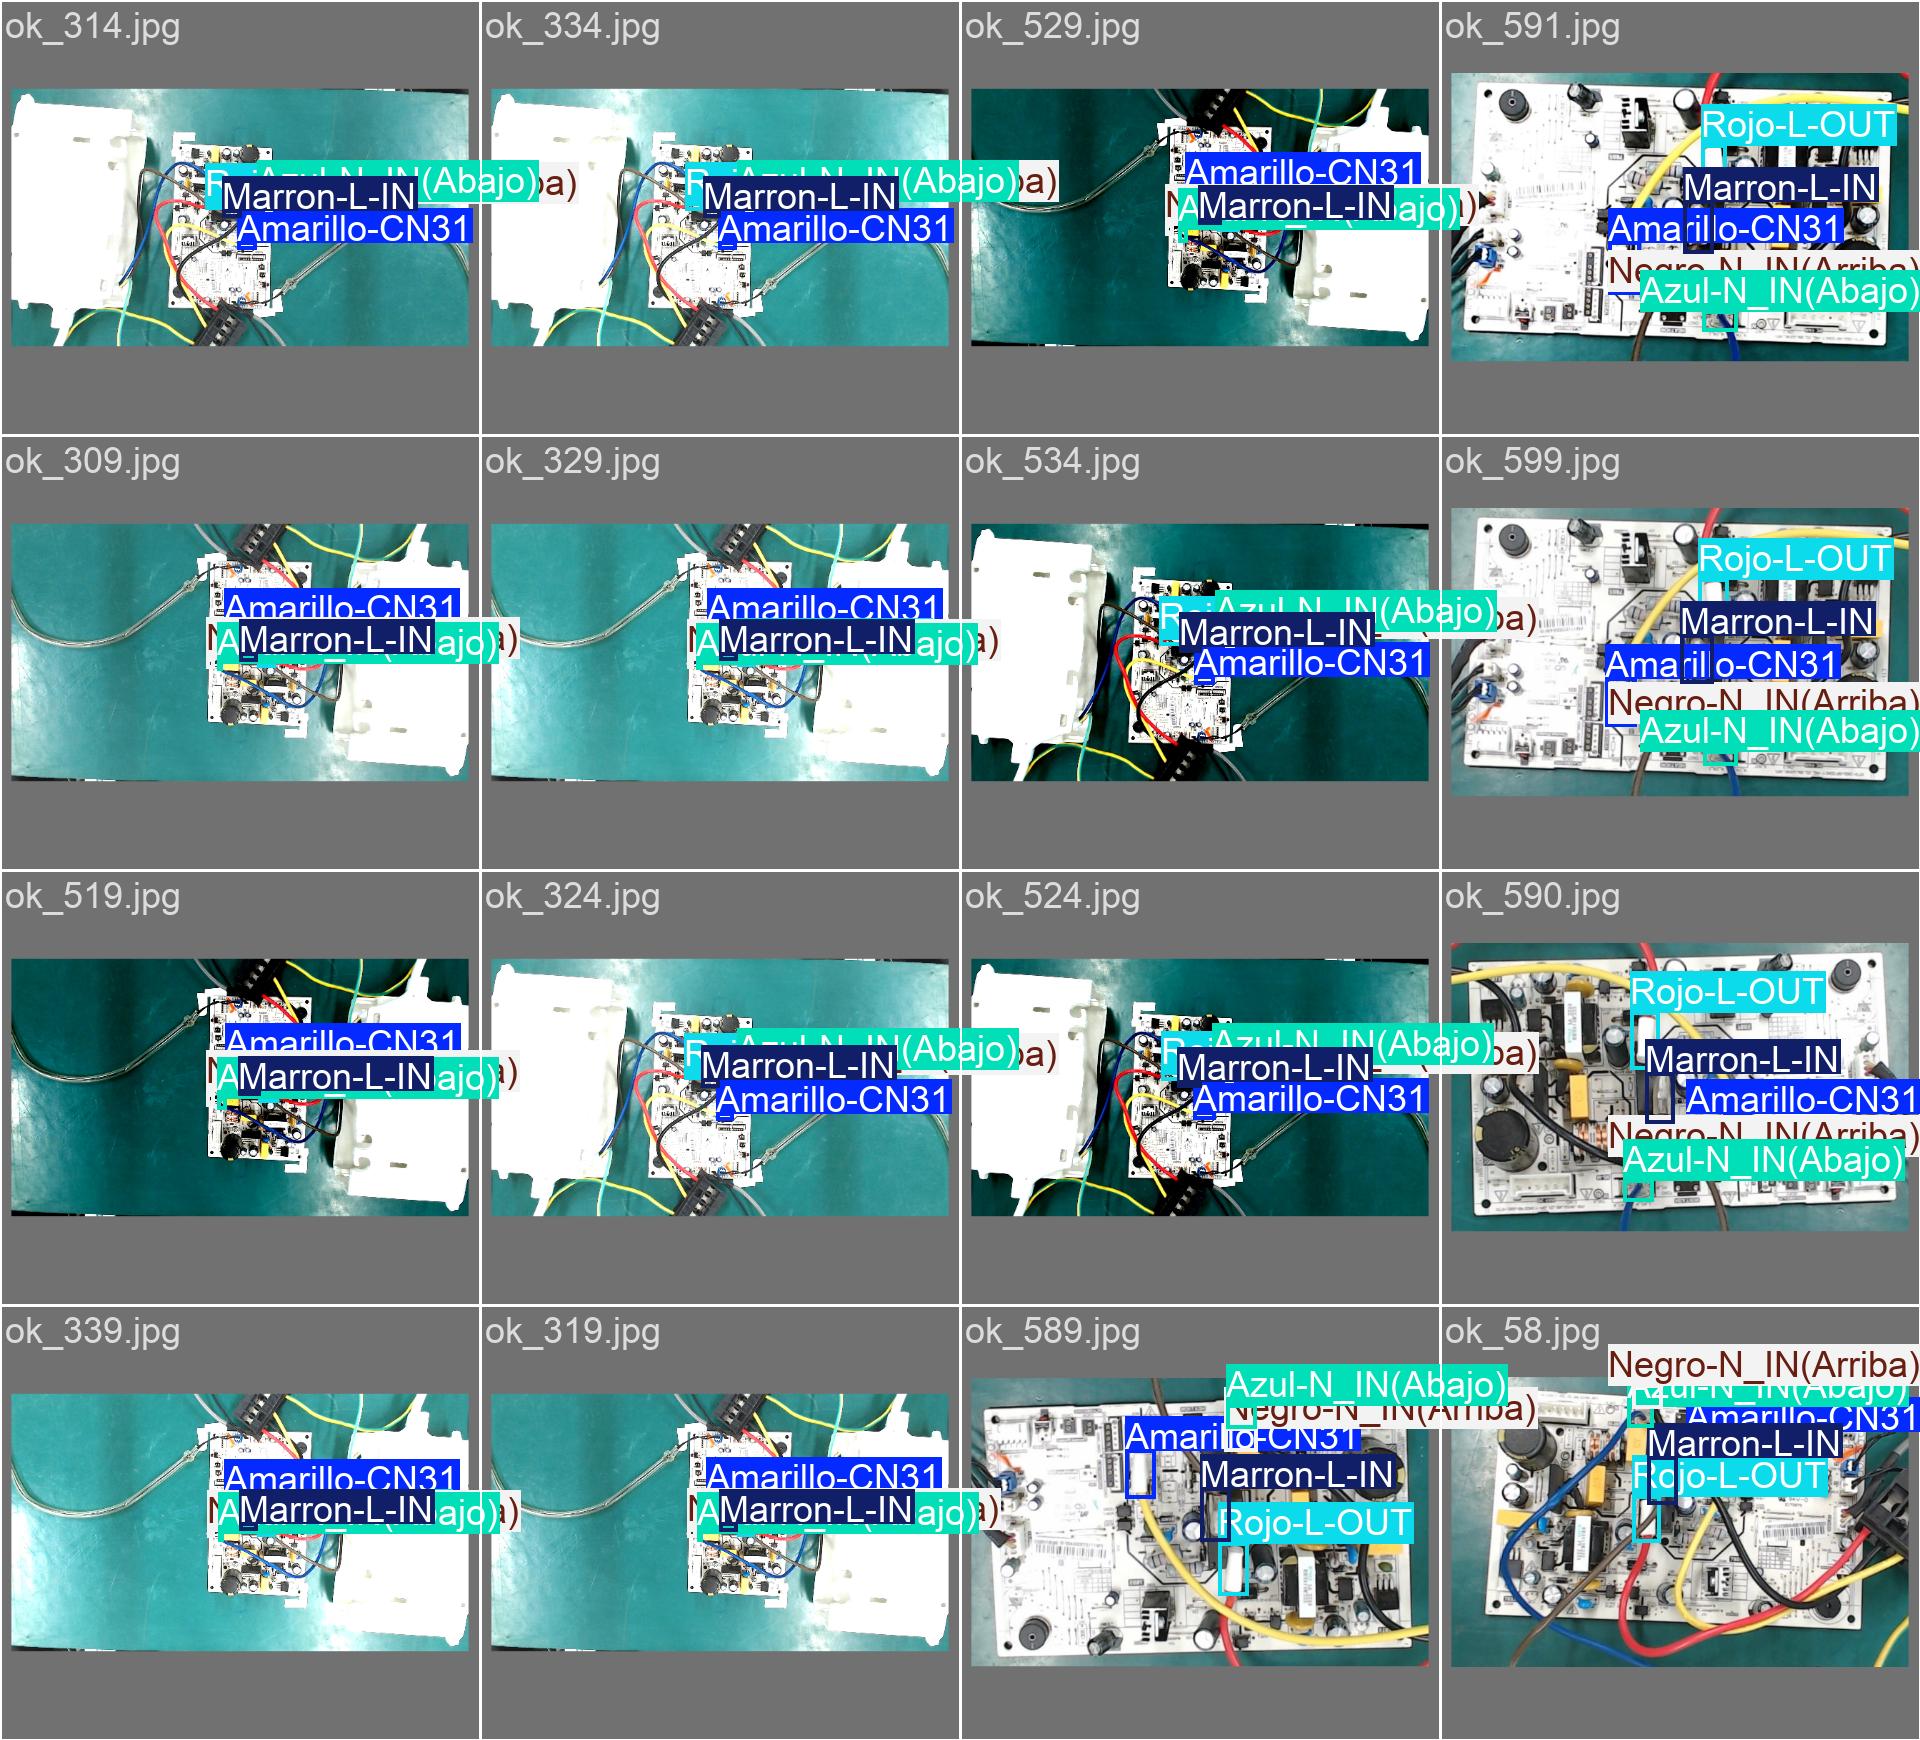 ok_314.jpg
Marron-L-IN
(Abajo)
Amarillo-CN31
ok_334.jpg
Marron-L-IN
(Abajo)
Amarillo-CN31
ok_529.jpg
Amarillo-CN31
Marron-L-IN
ajo)
ok_591.jpg
Rojo-L-OUT
Marron-L-IN
Amarillo-CN31
Negro-N_IN(Arriba)
Azul-N_IN(Abajo)
ok_309.jpg
Amarillo-CN31
Marron-L-IN
ajo)
ok_329.jpg
Amarillo-CN31
Marron-L-IN
ajo)
ok_534.jpg
Azul-N_IN(Abajo)
Marron-L-IN
Amarillo-CN31
ok_599.jpg
Rojo-L-OUT
Marron-L-IN
Amarillo-CN31
Negro-N_IN(Arriba)
Azul-N_IN(Abajo)
ok_519.jpg
Amarillo-CN31
Marron-L-IN
ajo)
ok_324.jpg
Azul-N_IN(Abajo)
Marron-L-IN
Amarillo-CN31
ok_524.jpg
Azul-N_IN(Abajo)
Marron-L-IN
Amarillo-CN31
ok_590.jpg
Rojo-L-OUT
Marron-L-IN
Amarillo-CN31
Negro-N_IN(Arriba)
Azul-N_IN(Abajo)
ok_339.jpg
Amarillo-CN31
Marron-L-IN
ajo)
ok_319.jpg
Amarillo-CN31
Marron-L-IN
ajo)
ok_589.jpg
Azul-N_IN(Abajo)
Negro-N_IN(Arriba)
Amarillo-CN31
Marron-L-IN
Rojo-L-OUT
ok_58.jpg
Negro-N_IN(Arriba)
Azul-N_IN(Abajo)
Amarillo-CN31
Marron-L-IN
Rojo-L-OUT